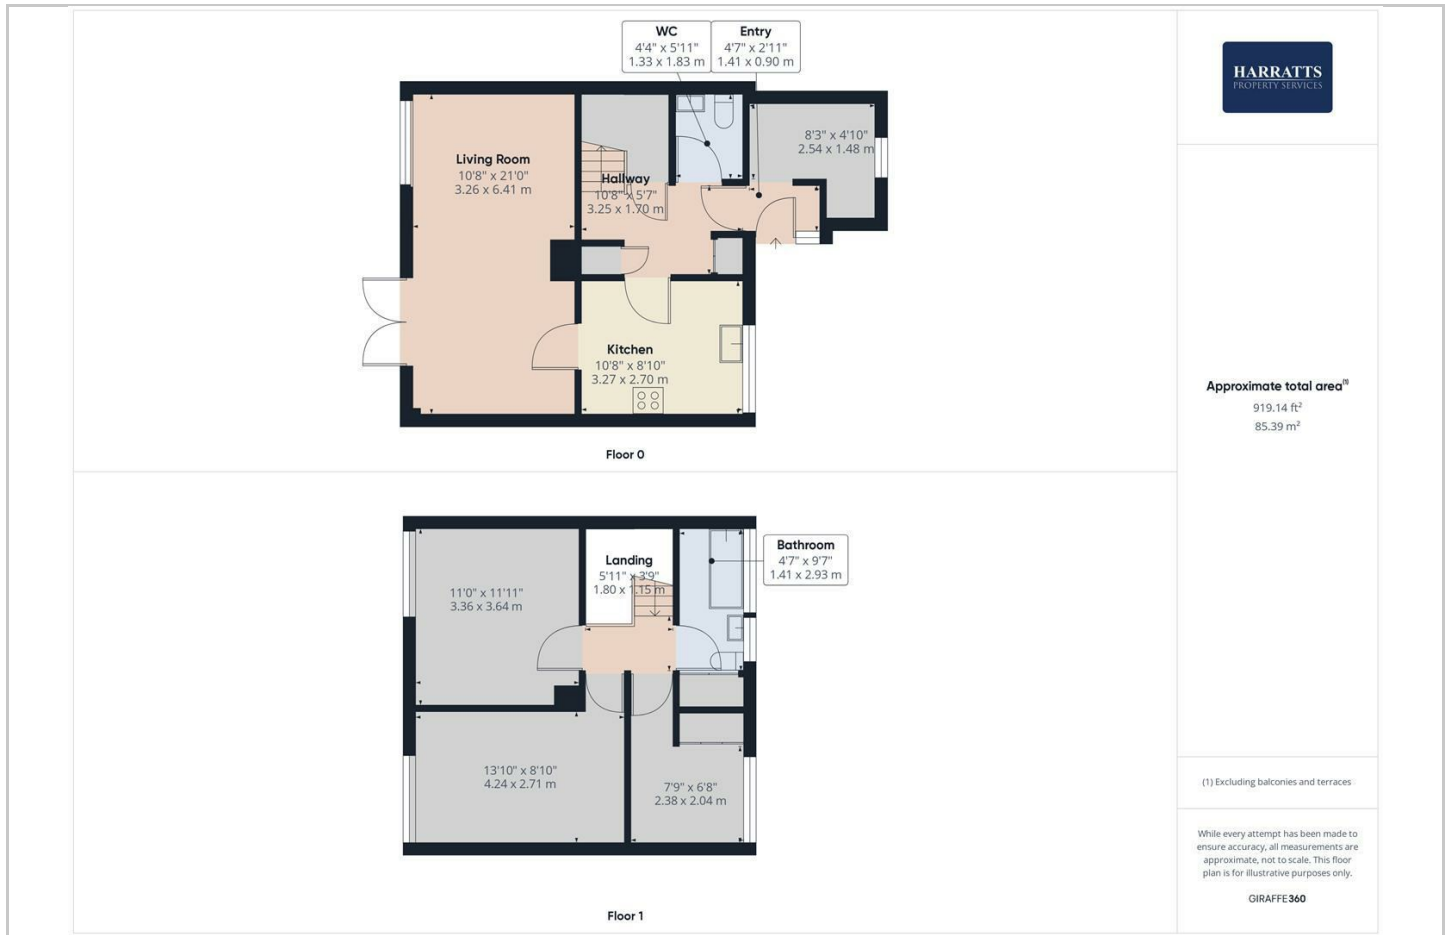 WC
4'4" x 5'11"
1.33 x 1.83 m
Entry
4'7" x 2'11"
1.41 x 0.90 m
8'3" x 4'10"
2.54 x 1.48 m
Living Room
10'8" x 21'0"
3.26 x 6.41 m
Hallway
10'8" x 5'7"
3.25 x 1.70 m
Kitchen
10'8" x 8'10"
3.27 x 2.70 m
Floor 0
Landing
5'11" x 3'9"
1.80 x 1.15 m
Bathroom
4'7" x 9'7"
1.41 x 2.93 m
11'0" x 11'11"
3.36 x 3.64 m
13'10" x 8'10"
4.24 x 2.71 m
7'9" x 6'8"
2.38 x 2.04 m
Floor 1
HARRATTS
PROPERTY SERVICES
Approximate total area(1)
919.14 ft²
85.39 m²
(1) Excluding balconies and terraces
While every attempt has been made to
ensure accuracy, all measurements are
approximate, not to scale. This floor
plan is for illustrative purposes only.
GIRAFFE360